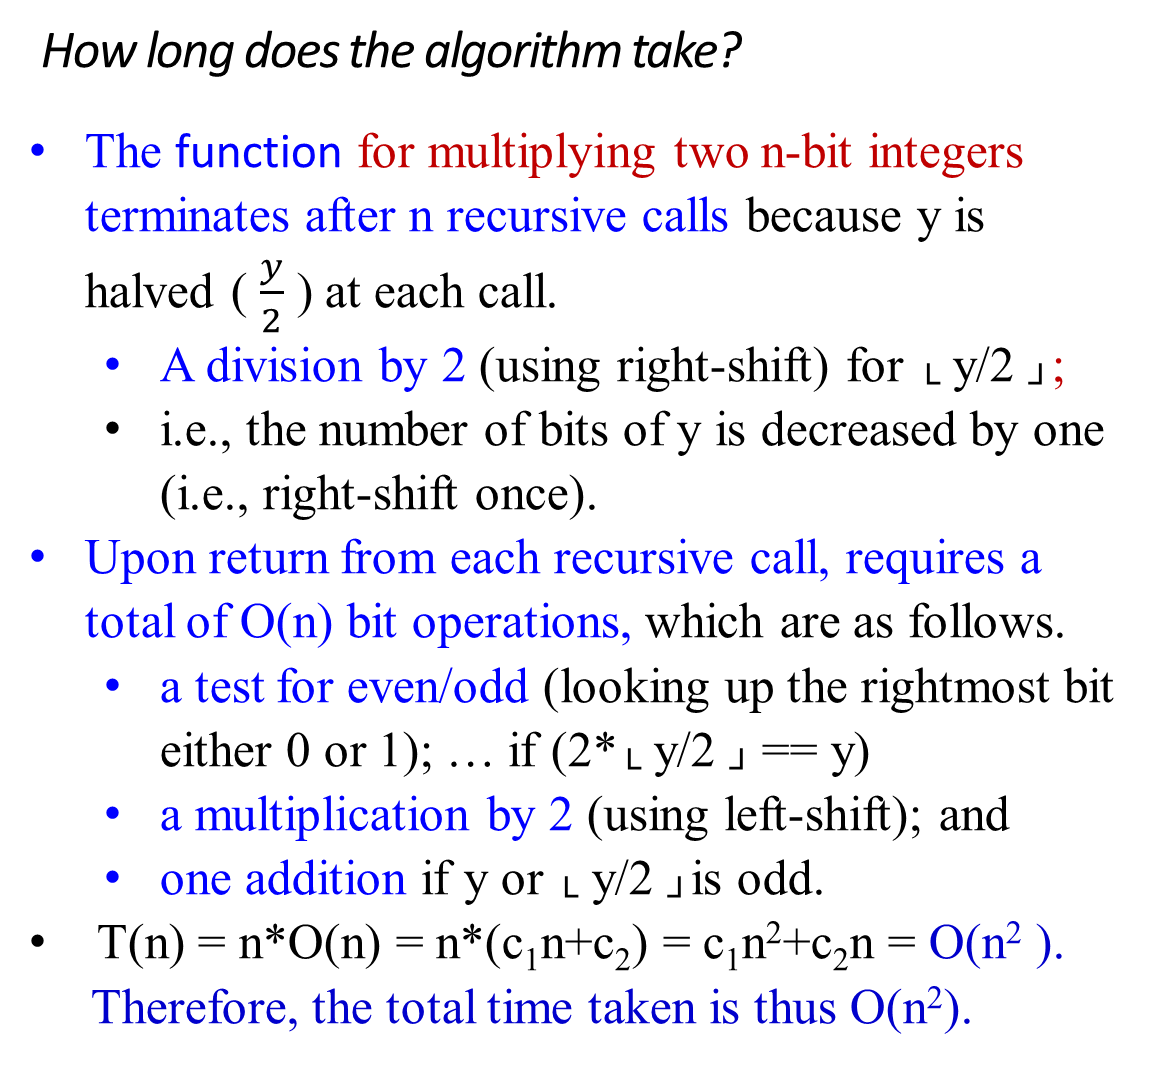 How long does the algorithm take?
• The function for multiplying two n-bit integers
terminates after n recursive calls because y is
halved ( y/2 ) at each call.
• A division by 2 (using right-shift) for ⌞ y/2 ⌟;
• i.e., the number of bits of y is decreased by one
(i.e., right-shift once).
• Upon return from each recursive call, requires a
total of O(n) bit operations, which are as follows.
• a test for even/odd (looking up the rightmost bit
either 0 or 1); … if (2*⌞ y/2 ⌟ == y)
• a multiplication by 2 (using left-shift); and
• one addition if y or ⌞ y/2 ⌟ is odd.
• T(n) = n*O(n) = n*(c₁n+c₂) = c₁n²+c₂n = O(n² ).
Therefore, the total time taken is thus O(n²).